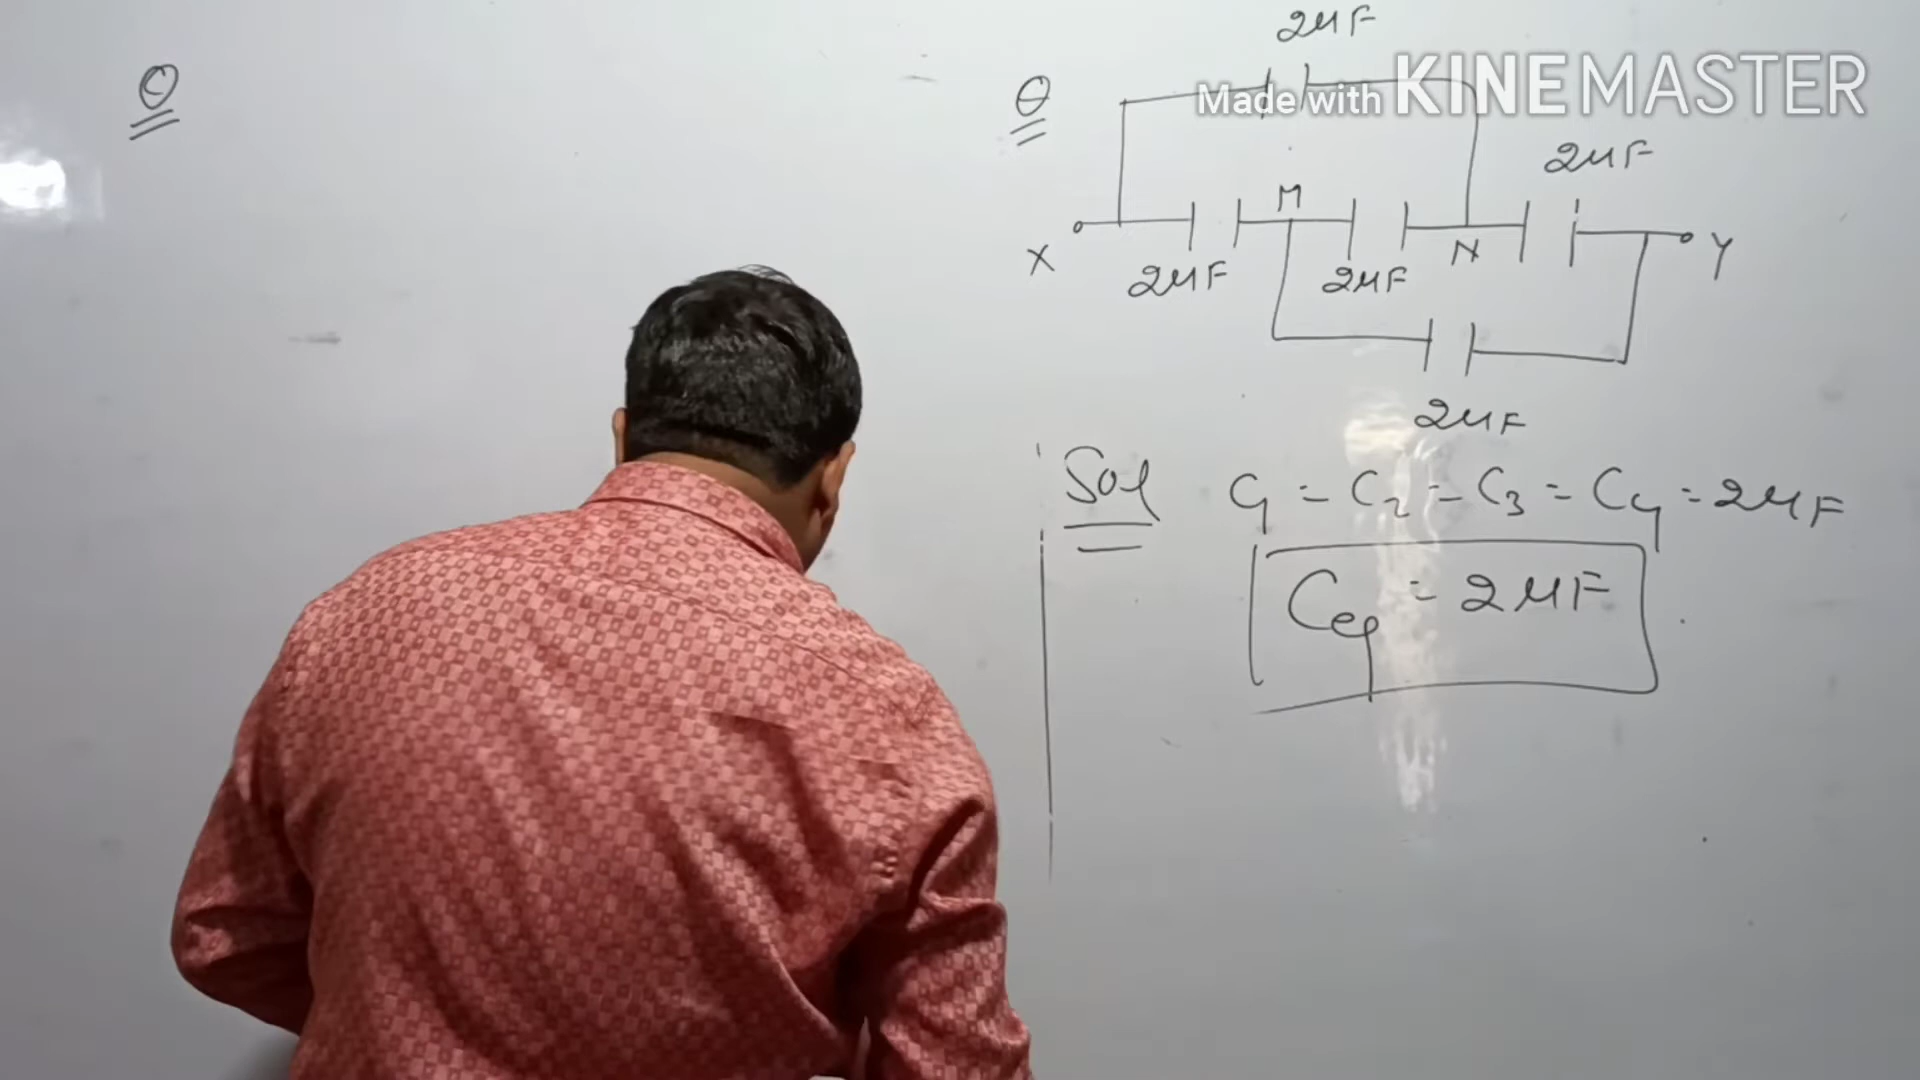 Q
Q
2μF
Made with KINEMASTER
2μF
M
X
N
Y
2μF
2μF
2μF
Sol C1 = C2 = C3 = C4 = 2μF
Ceq = 2μF